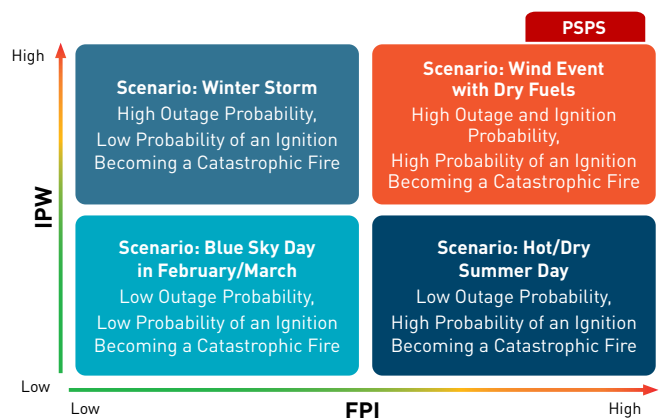 PSPS
High
Scenario: Winter Storm
High Outage Probability,
Low Probability of an Ignition
Becoming a Catastrophic Fire
Scenario: Wind Event
with Dry Fuels
High Outage and Ignition
Probability,
High Probability of an Ignition
Becoming a Catastrophic Fire
IPW
Scenario: Blue Sky Day
in February/March
Low Outage Probability,
Low Probability of an Ignition
Becoming a Catastrophic Fire
Scenario: Hot/Dry
Summer Day
Low Outage Probability,
High Probability of an Ignition
Becoming a Catastrophic Fire
Low
Low
FPI
High